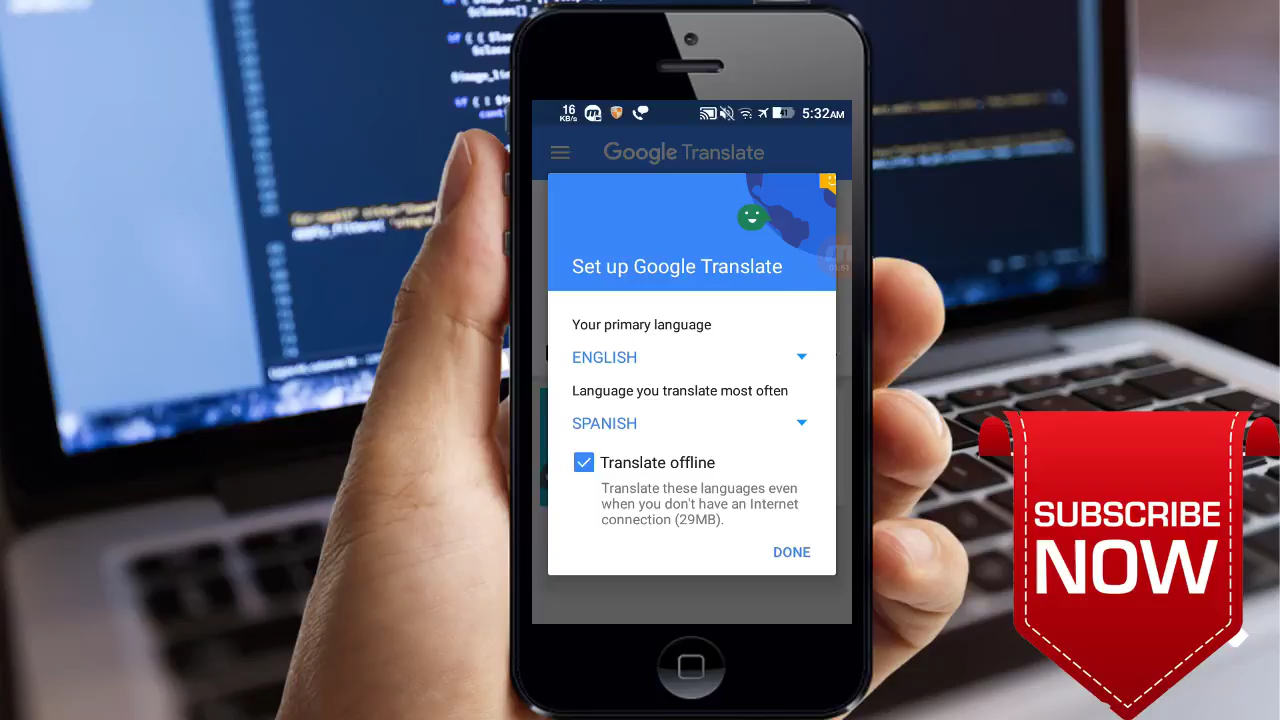 16
KB/s
5:32AM
Google Translate
Set up Google Translate
Your primary language
ENGLISH
Language you translate most often
SPANISH
Translate offline
Translate these languages even
when you don't have an Internet
connection (29MB).
DONE
SUBSCRIBE
NOW